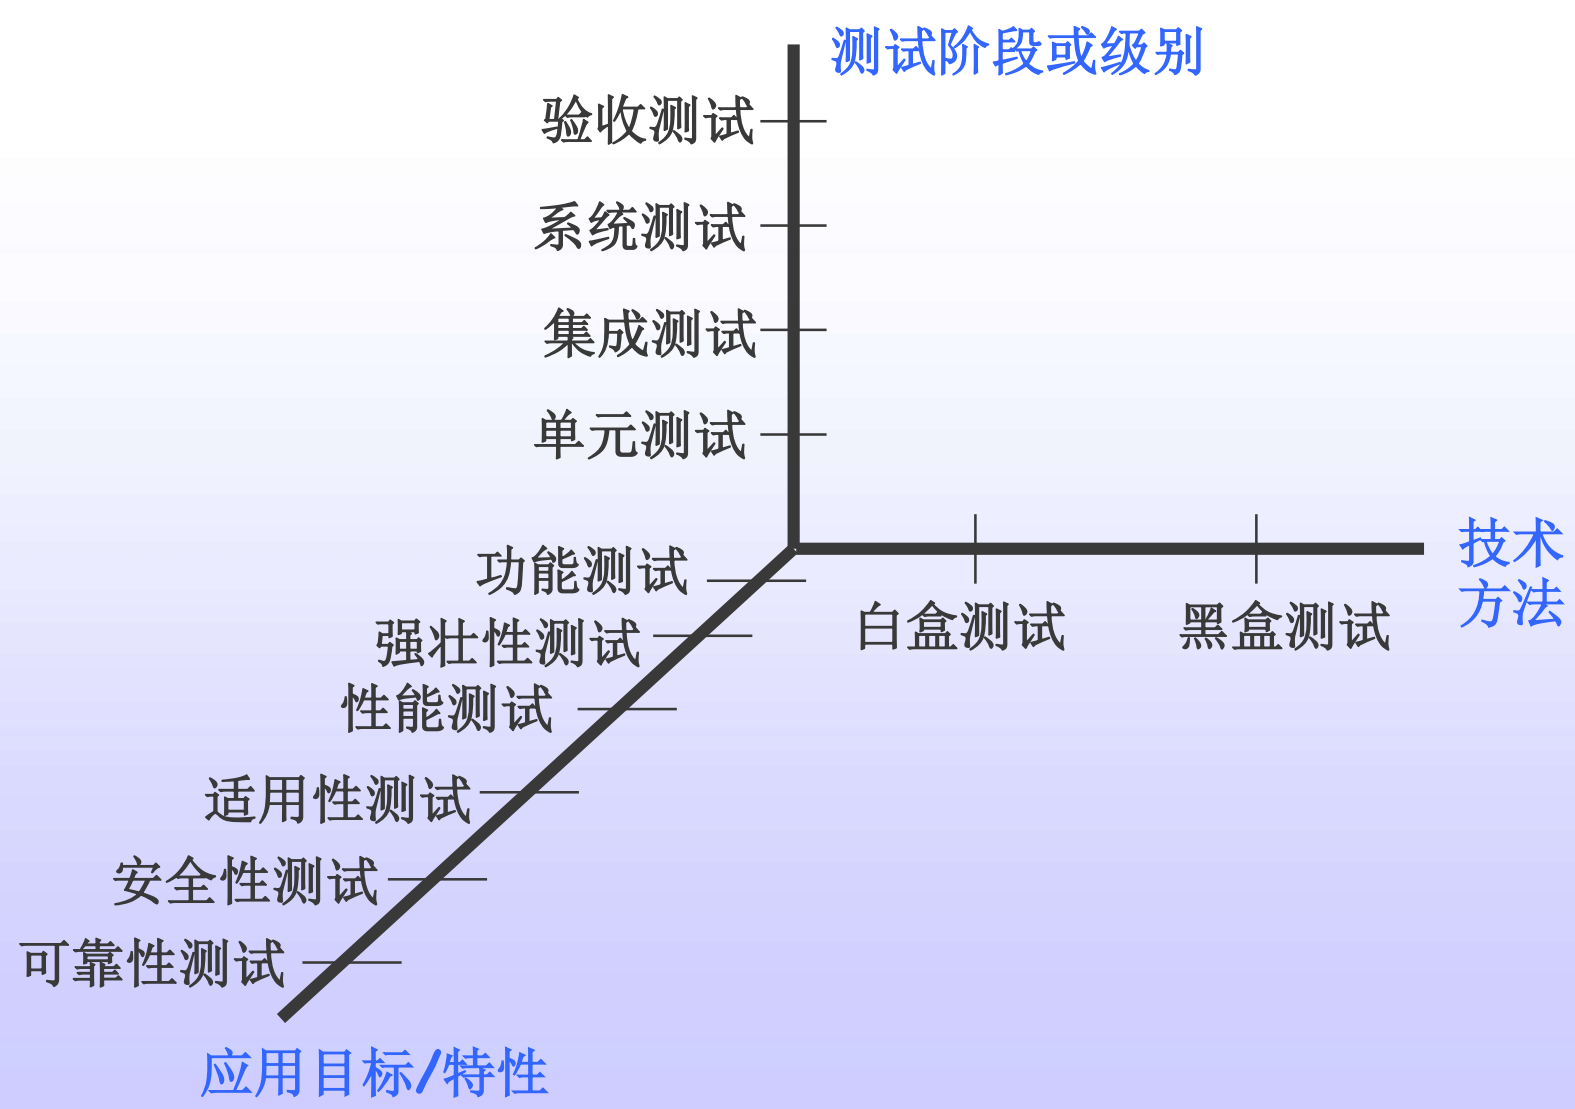 测试阶段或级别
验收测试
系统测试
集成测试
单元测试
技术
方法
白盒测试
黑盒测试
功能测试
强壮性测试
性能测试
适用性测试
安全性测试
可靠性测试
应用目标/特性